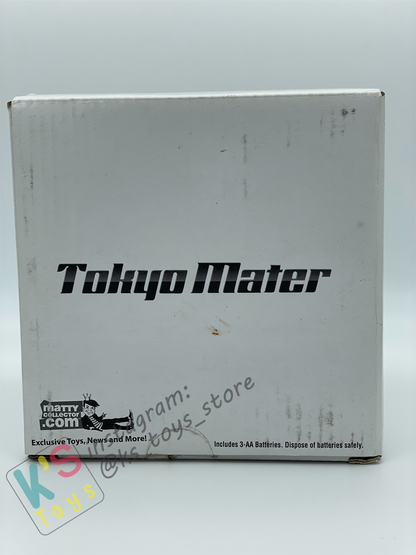 Tokyo Mater
matty
collector
.com
Exclusive Toys, News and More!
Includes 3-AA Batteries. Dispose of batteries safely.
Instagram:
@ks_toys_store
K'S
Toys